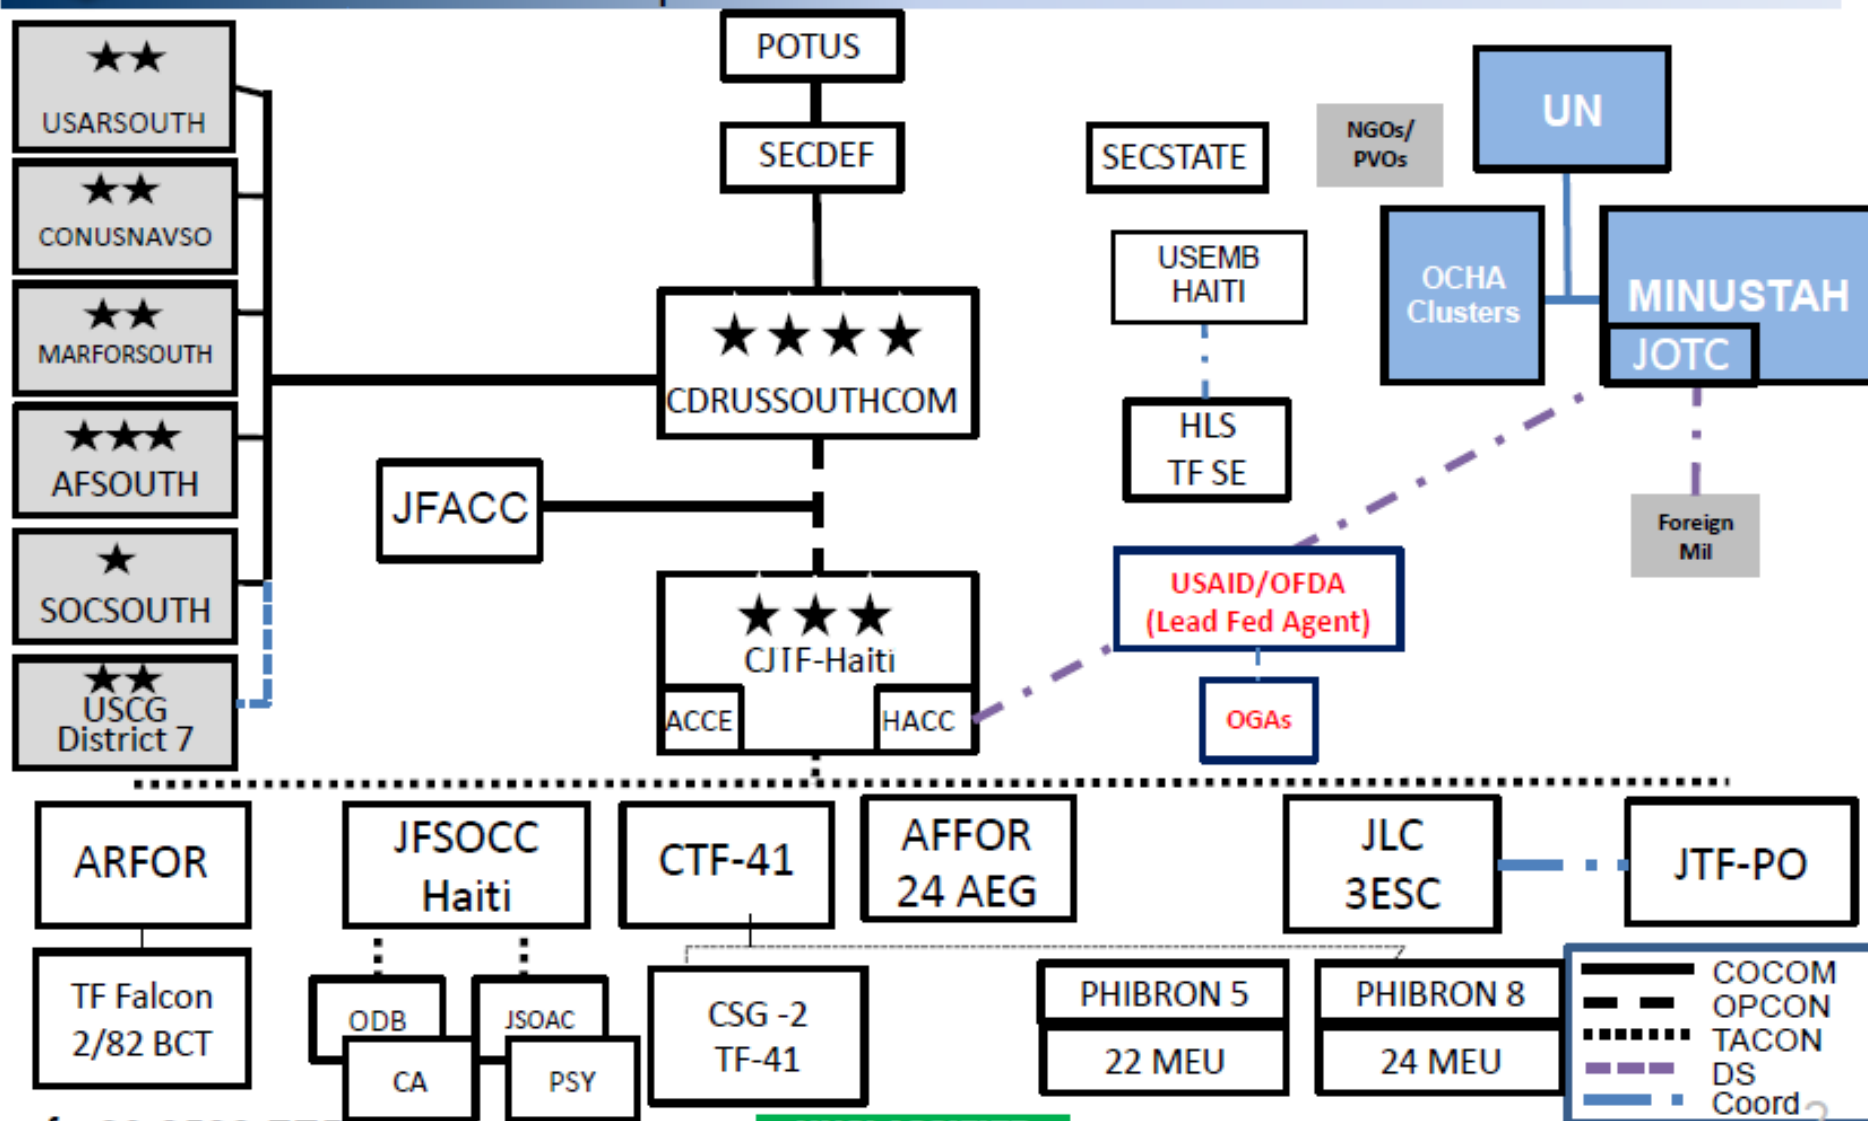 POTUS
SECDEF
USARSOUTH
CONUSNAVSO
MARFORSOUTH
AFSOUTH
SOCSOUTH
USCG
District 7
CDRUSSOUTHCOM
JFACC
CJTF-Haiti
ACCE
HACC
SECSTATE
NGOs/
PVOs
UN
USEMB
HAITI
OCHA
Clusters
MINUSTAH
JOTC
HLS
TF SE
Foreign
Mil
USAID/OFDA
(Lead Fed Agent)
OGAs
ARFOR
JFSOCC
Haiti
CTF-41
AFFOR
24 AEG
JLC
3ESC
JTF-PO
TF Falcon
2/82 BCT
ODB
JSOAC
CA
PSY
CSG -2
TF-41
PHIBRON 5
22 MEU
PHIBRON 8
24 MEU
COCOM
OPCON
TACON
DS
Coord